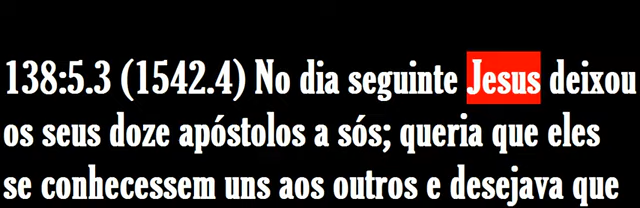 138:5.3 (1542.4) No dia seguinte Jesus deixou
os seus doze apóstolos a sós; queria que eles
se conhecessem uns aos outros e desejava que